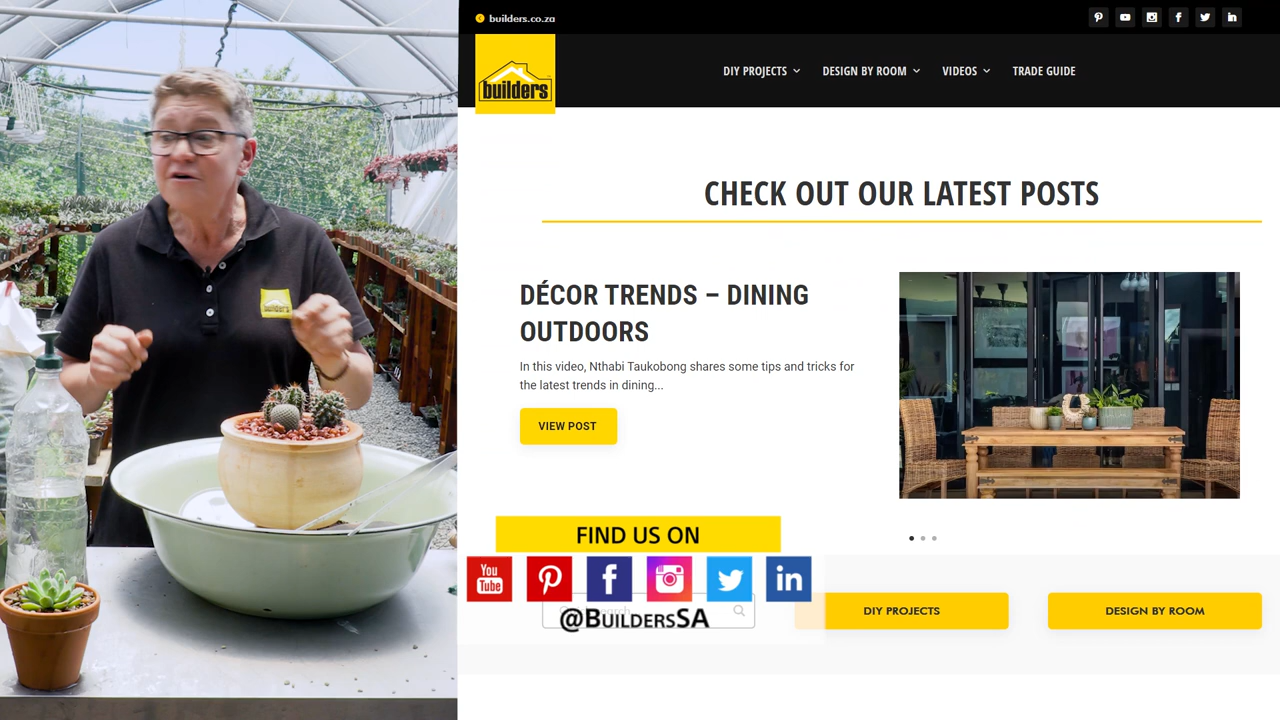 builders.co.za
builders
DIY PROJECTS
DESIGN BY ROOM
VIDEOS
TRADE GUIDE
CHECK OUT OUR LATEST POSTS
DÉCOR TRENDS – DINING
OUTDOORS
In this video, Nthabi Taukobong shares some tips and tricks for
the latest trends in dining...
VIEW POST
FIND US ON
You
Tube
@BUILDERSSA
Search
DIY PROJECTS
DESIGN BY ROOM
builders